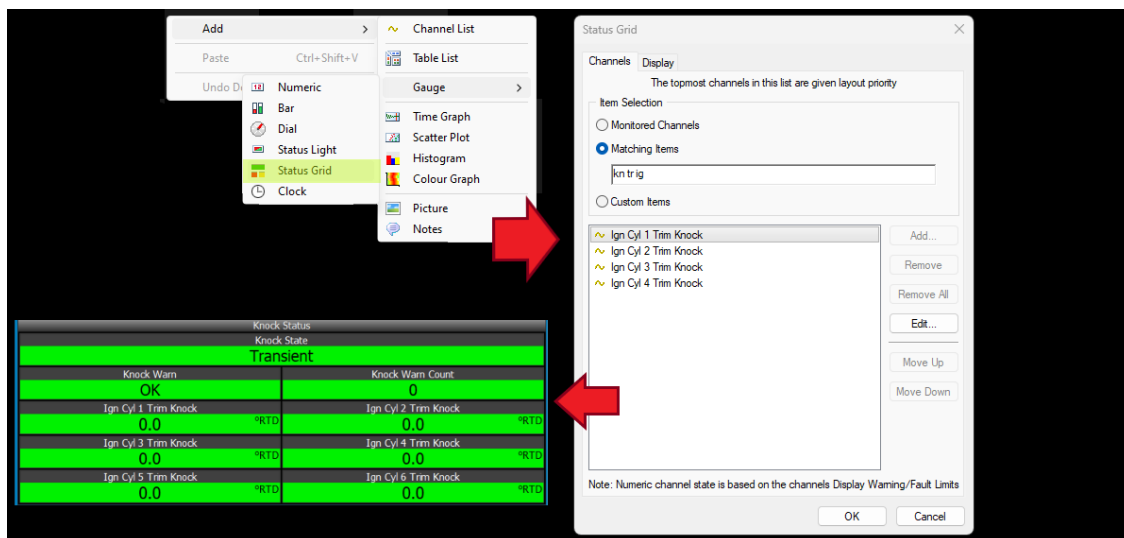 Add
Paste Ctrl+Shift+V
Undo D
Numeric
Bar
Dial
Status Light
Status Grid
Clock
Channel List
Table List
Gauge
Time Graph
Scatter Plot
Histogram
Colour Graph
Picture
Notes
Status Grid
Channels Display
The topmost channels in this list are given layout priority
Item Selection
Monitored Channels
Matching Items
kn tr ig
Custom Items
Ign Cyl 1 Trim Knock
Ign Cyl 2 Trim Knock
Ign Cyl 3 Trim Knock
Ign Cyl 4 Trim Knock
Add...
Remove
Remove All
Edit...
Move Up
Move Down
Note: Numeric channel state is based on the channels Display Warning/Fault Limits
OK Cancel
Knock Status
Knock State
Transient
Knock Warn Knock Warn Count
OK 0
Ign Cyl 1 Trim Knock Ign Cyl 2 Trim Knock
0.0 °RTD 0.0 °RTD
Ign Cyl 3 Trim Knock Ign Cyl 4 Trim Knock
0.0 °RTD 0.0 °RTD
Ign Cyl 5 Trim Knock Ign Cyl 6 Trim Knock
0.0 °RTD 0.0 °RTD